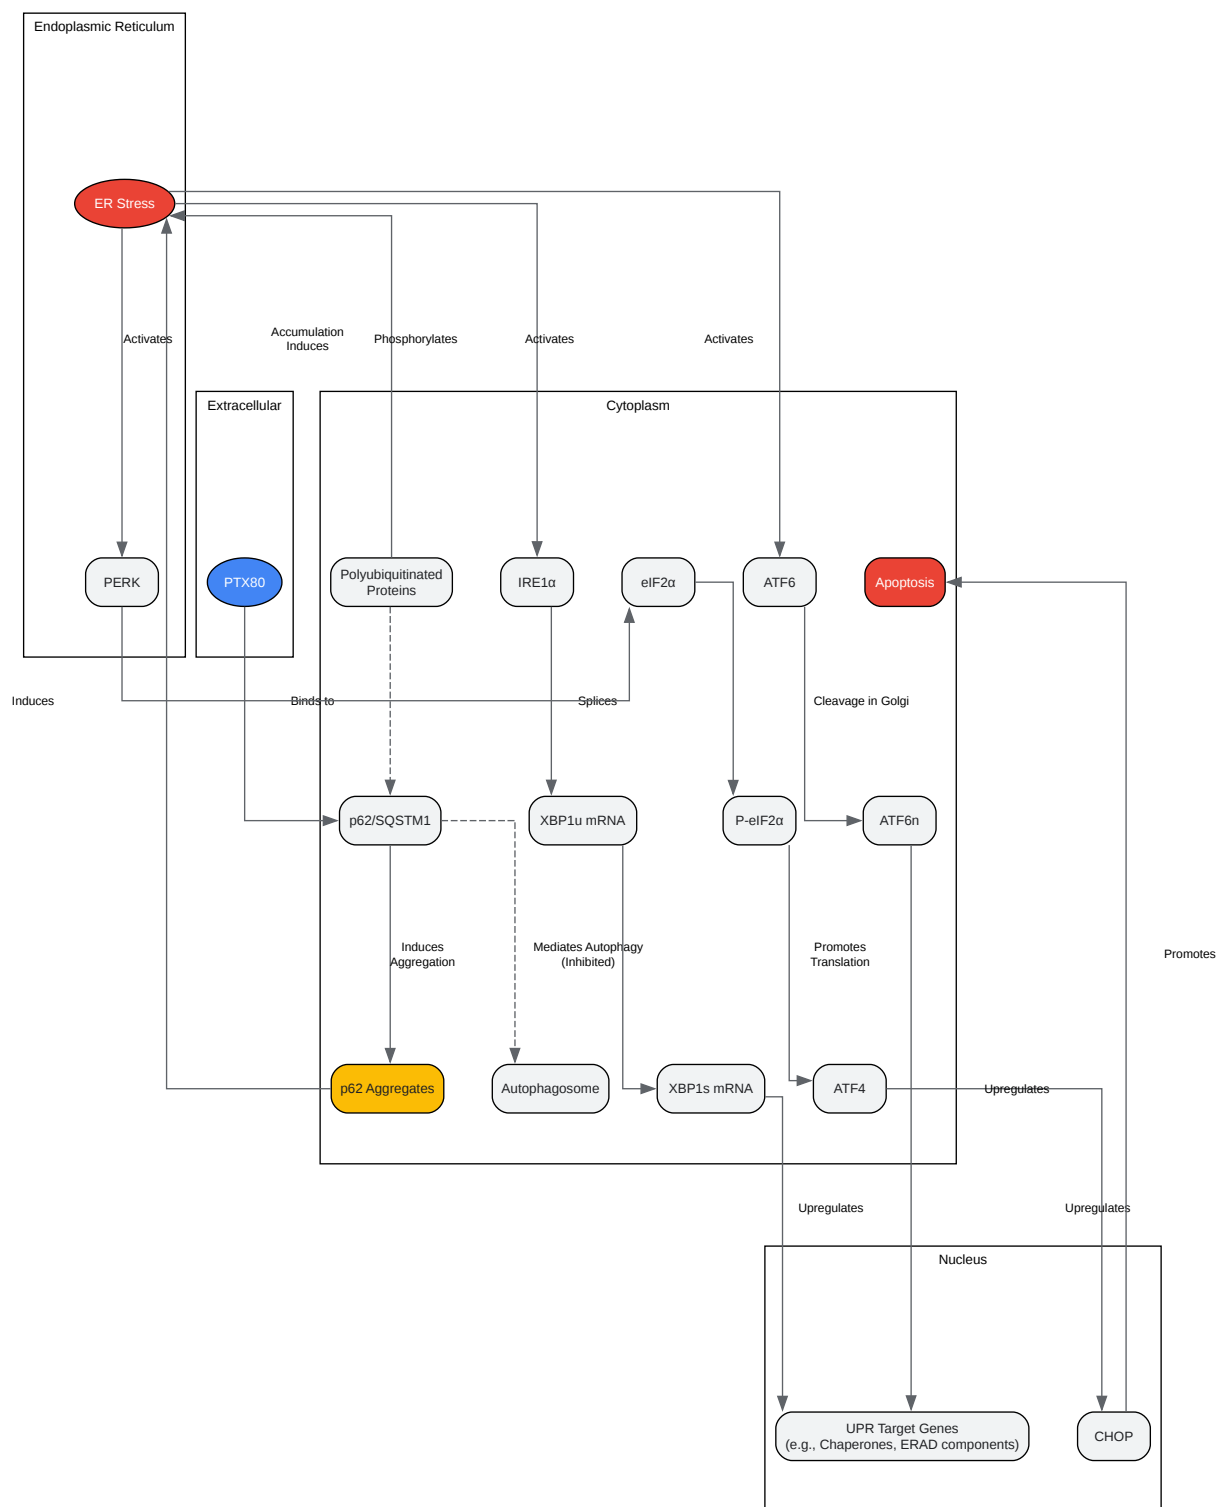 Endoplasmic Reticulum
ER Stress
Activates
Accumulation
Induces
Phosphorylates
Activates
Activates
Extracellular
Cytoplasm
PERK
PTX80
Polyubiquitinated
Proteins
IRE1α
eIF2α
ATF6
Apoptosis
Induces
Binds to
Splices
Cleavage in Golgi
p62/SQSTM1
XBP1u mRNA
P-eIF2α
ATF6n
Induces
Aggregation
Mediates Autophagy
(Inhibited)
Promotes
Translation
Promotes
p62 Aggregates
Autophagosome
XBP1s mRNA
ATF4
Upregulates
Upregulates
Upregulates
Nucleus
UPR Target Genes
(e.g., Chaperones, ERAD components)
CHOP